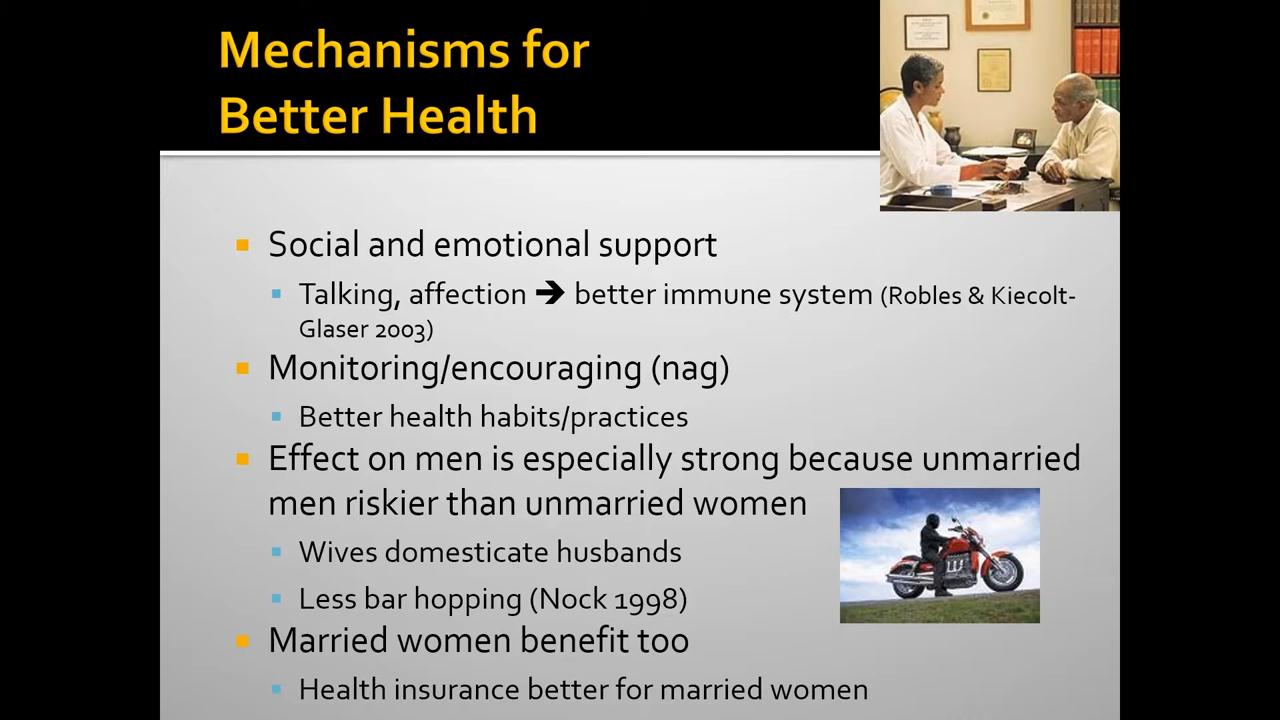 Mechanisms for
Better Health
Social and emotional support
Talking, affection ➔ better immune system (Robles & Kiecolt-
Glaser 2003)
Monitoring/encouraging (nag)
Better health habits/practices
Effect on men is especially strong because unmarried
men riskier than unmarried women
Wives domesticate husbands
Less bar hopping (Nock 1998)
Married women benefit too
Health insurance better for married women